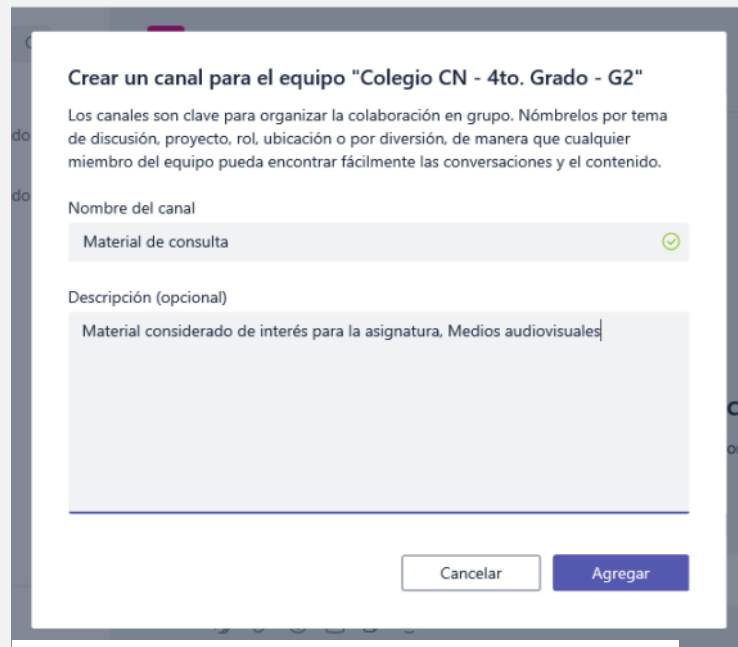 Crear un canal para el equipo "Colegio CN - 4to. Grado - G2"
Los canales son clave para organizar la colaboración en grupo. Nómbrelos por tema
de discusión, proyecto, rol, ubicación o por diversión, de manera que cualquier
miembro del equipo pueda encontrar fácilmente las conversaciones y el contenido.
Nombre del canal
Material de consulta
Descripción (opcional)
Material considerado de interés para la asignatura, Medios audiovisuales
Cancelar
Agregar